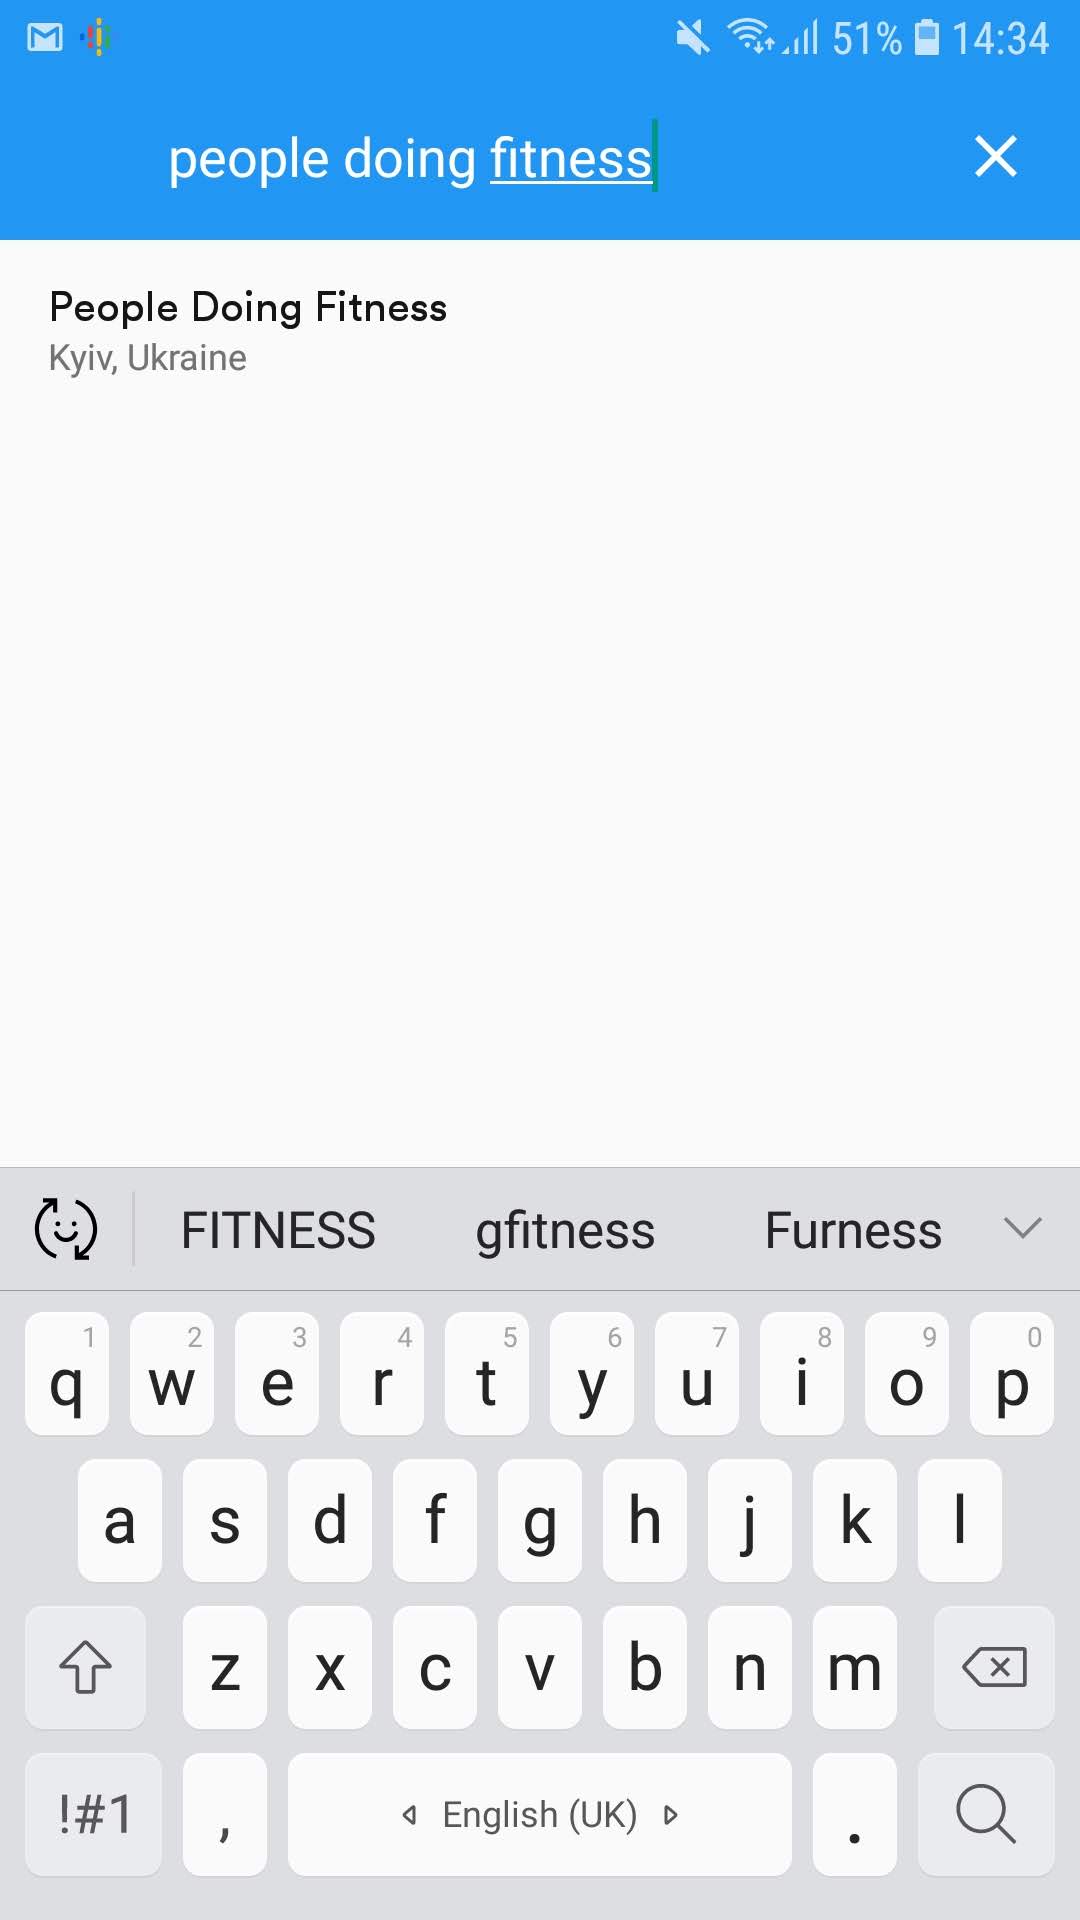 51% 14:34
people doing fitness
People Doing Fitness
Kyiv, Ukraine
FITNESS gfitness Furness
1 2 3 4 5 6 7 8 9 0
q w e r t y u i o p
a s d f g h j k l
z x c v b n m
!#1 , English (UK) .